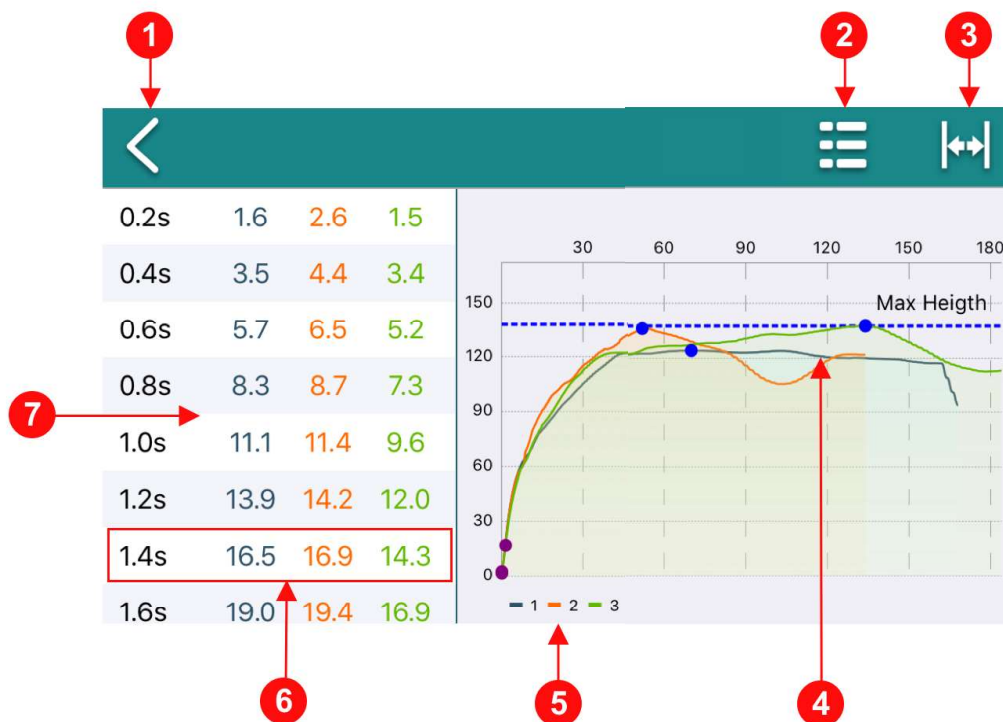 1
2
3
0.2s 1.6 2.6 1.5
0.4s 3.5 4.4 3.4
0.6s 5.7 6.5 5.2
0.8s 8.3 8.7 7.3
1.0s 11.1 11.4 9.6
1.2s 13.9 14.2 12.0
1.4s 16.5 16.9 14.3
1.6s 19.0 19.4 16.9
7
30 60 90 120 150 180
150
Max Heigth
120
90
60
30
0
1 2 3
6
5
4